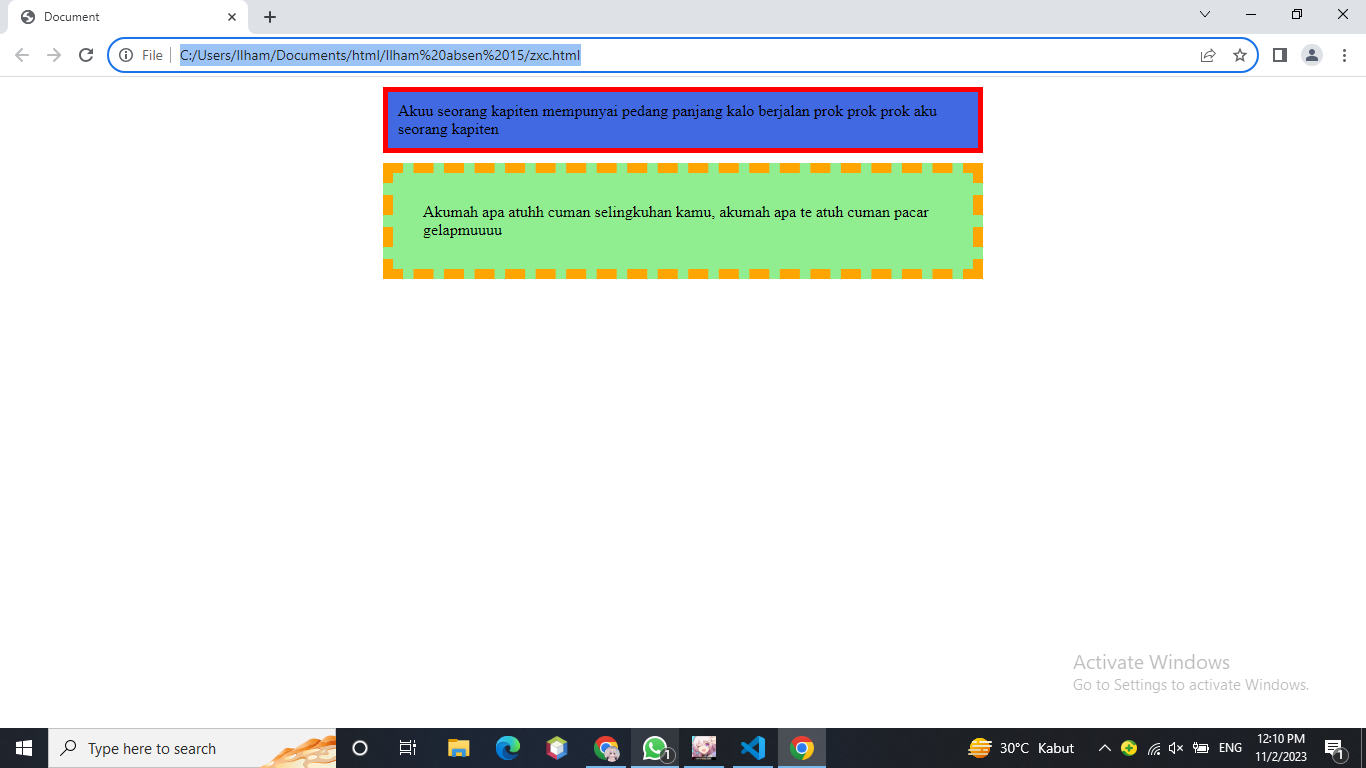 Document
File
C:/Users/Ilham/Documents/html/Ilham%20absen%2015/zxc.html
Akuu seorang kapiten mempunyai pedang panjang kalo berjalan prok prok prok aku
seorang kapiten
Akumah apa atuhh cuman selingkuhan kamu, akumah apa te atuh cuman pacar
gelapmuuuu
Activate Windows
Go to Settings to activate Windows.
Type here to search
1
30°C Kabut
ENG
12:10 PM
11/2/2023
1